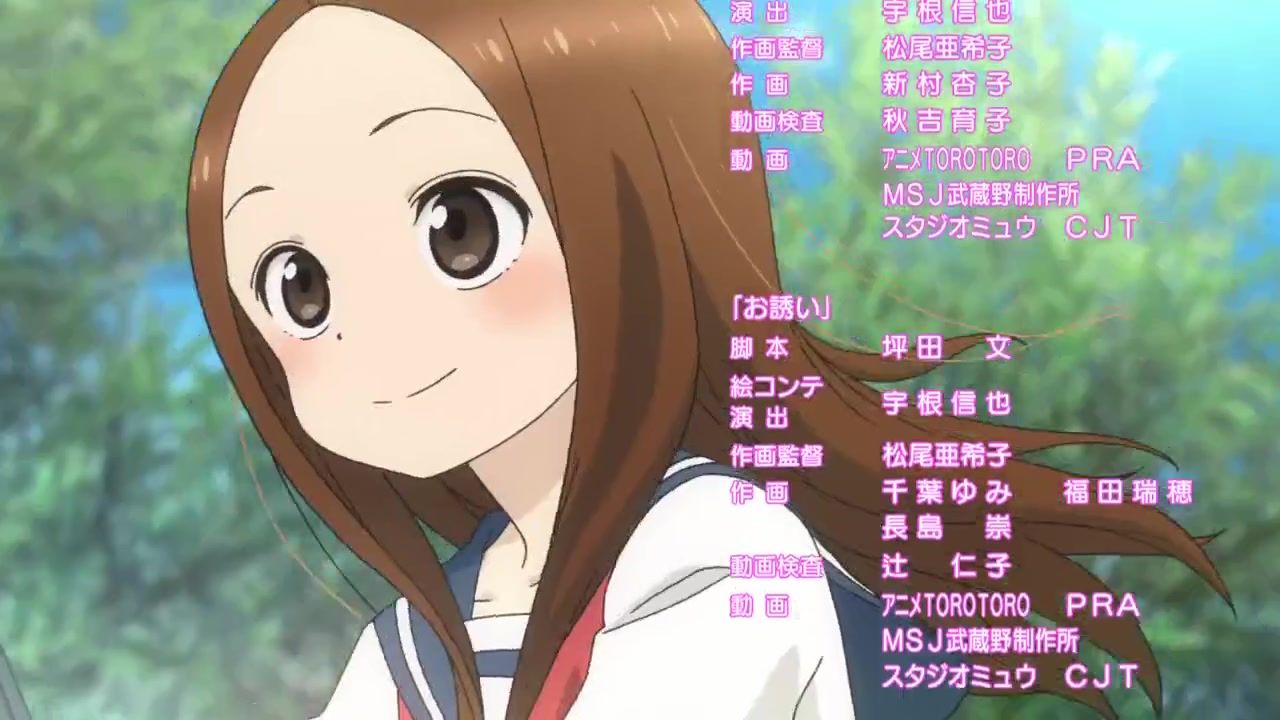 演出 宇根信也
作画監督 松尾亜希子
作画 新村杏子
動画検査 秋吉育子
動画 アニメTOROTORO PRA
MSJ武蔵野制作所
スタジオミュウ CJT
「お誘い」
脚本 坪田 文
絵コンテ
演出 宇根信也
作画監督 松尾亜希子
作画 千葉ゆみ 福田瑞穂
長島 崇
動画検査 辻 仁子
動画 アニメTOROTORO PRA
MSJ武蔵野制作所
スタジオミュウ CJT